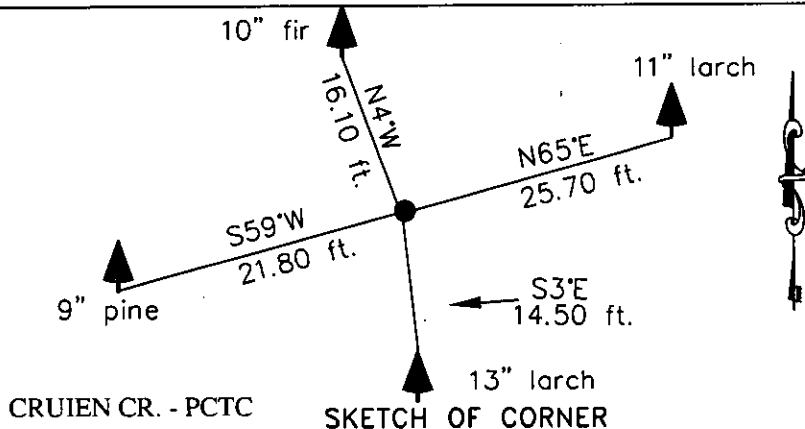 10" fir
11" larch
N4°W
16.10 ft.
N65°E
25.70 ft.
S59°W
21.80 ft.
9" pine
S3°E
14.50 ft.
13" larch
CRUIEN CR. - PCTC
SKETCH OF CORNER